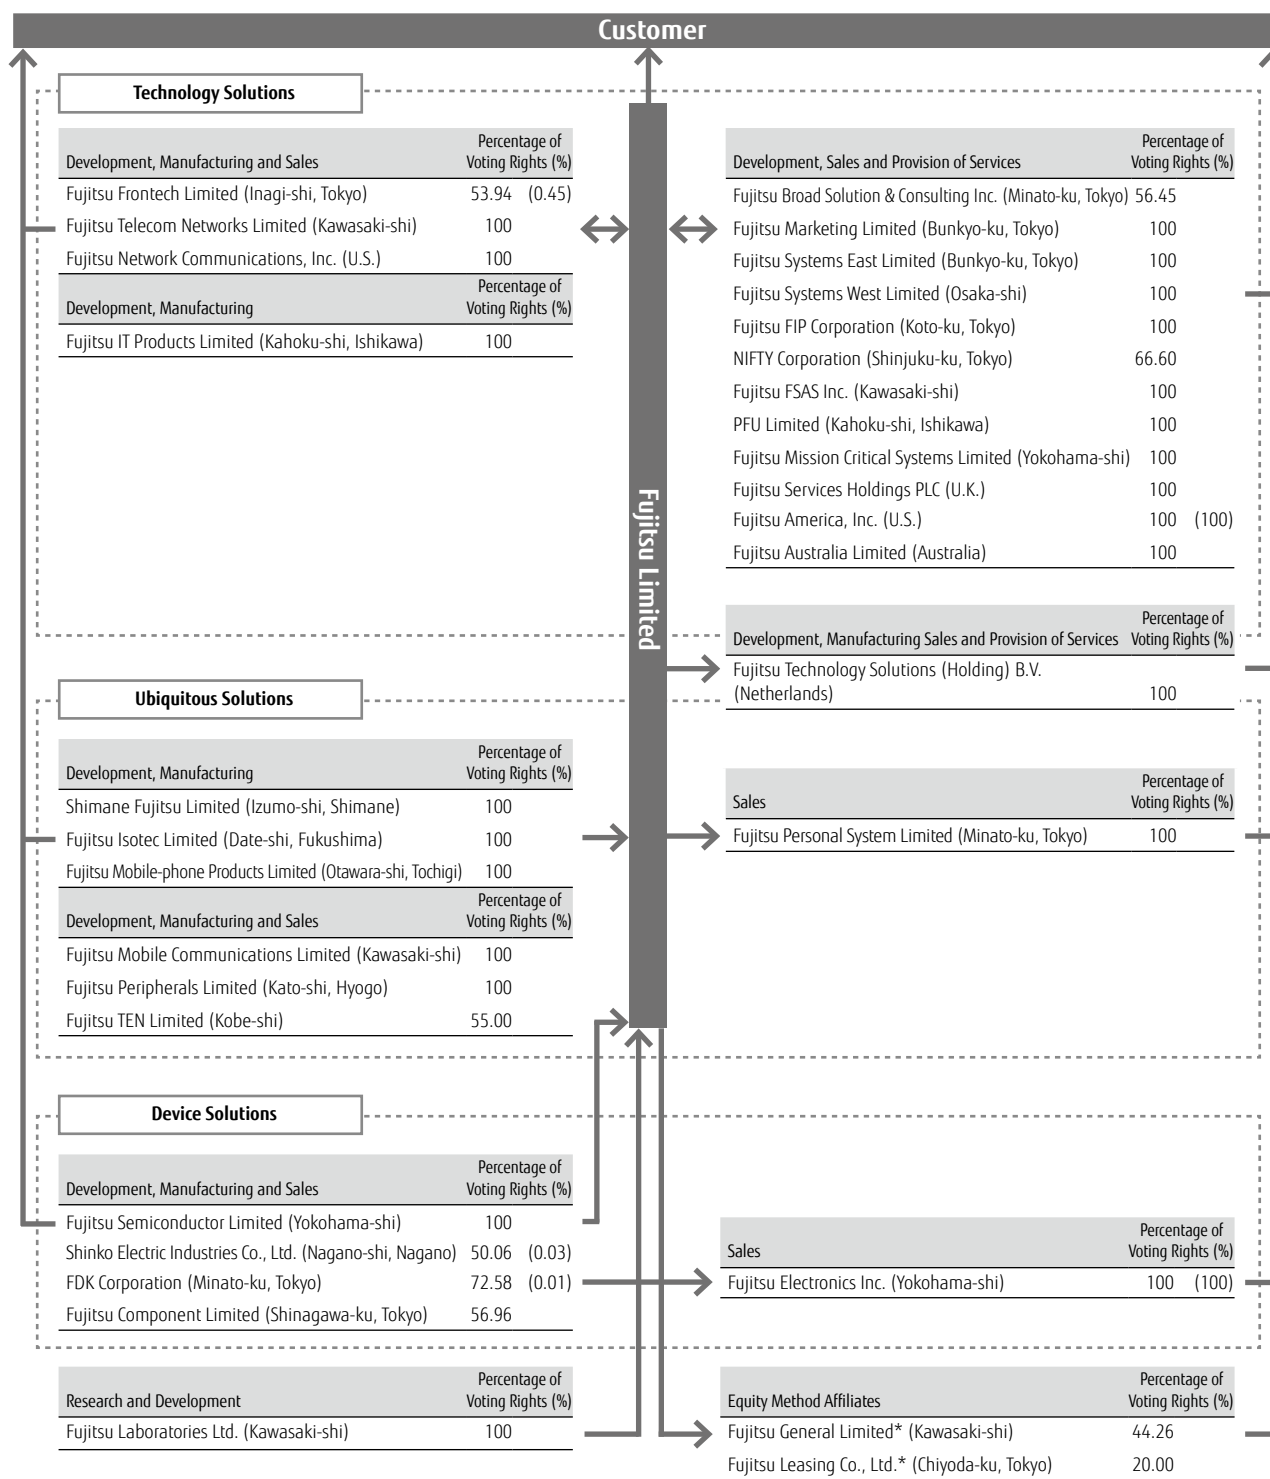 Customer
Technology Solutions
Percentage of
Development, Manufacturing and Sales Voting Rights (%)
Fujitsu Frontech Limited (Inagi-shi, Tokyo) 53.94 (0.45)
Fujitsu Telecom Networks Limited (Kawasaki-shi) 100
Fujitsu Network Communications, Inc. (U.S.) 100
Percentage of
Development, Manufacturing Voting Rights (%)
Fujitsu IT Products Limited (Kahoku-shi, Ishikawa) 100
Percentage of
Development, Sales and Provision of Services Voting Rights (%)
Fujitsu Broad Solution & Consulting Inc. (Minato-ku, Tokyo) 56.45
Fujitsu Marketing Limited (Bunkyo-ku, Tokyo) 100
Fujitsu Systems East Limited (Bunkyo-ku, Tokyo) 100
Fujitsu Systems West Limited (Osaka-shi) 100
Fujitsu FIP Corporation (Koto-ku, Tokyo) 100
NIFTY Corporation (Shinjuku-ku, Tokyo) 66.60
Fujitsu FSAS Inc. (Kawasaki-shi) 100
PFU Limited (Kahoku-shi, Ishikawa) 100
Fujitsu Mission Critical Systems Limited (Yokohama-shi) 100
Fujitsu Services Holdings PLC (U.K.) 100
Fujitsu America, Inc. (U.S.) 100 (100)
Fujitsu Australia Limited (Australia) 100
Fujitsu Limited
Percentage of
Development, Manufacturing Sales and Provision of Services Voting Rights (%)
Fujitsu Technology Solutions (Holding) B.V.
(Netherlands) 100
Ubiquitous Solutions
Percentage of
Development, Manufacturing Voting Rights (%)
Shimane Fujitsu Limited (Izumo-shi, Shimane) 100
Fujitsu Isotec Limited (Date-shi, Fukushima) 100
Fujitsu Mobile-phone Products Limited (Otawara-shi, Tochigi) 100
Percentage of
Development, Manufacturing and Sales Voting Rights (%)
Fujitsu Mobile Communications Limited (Kawasaki-shi) 100
Fujitsu Peripherals Limited (Kato-shi, Hyogo) 100
Fujitsu TEN Limited (Kobe-shi) 55.00
Percentage of
Sales Voting Rights (%)
Fujitsu Personal System Limited (Minato-ku, Tokyo) 100
Device Solutions
Percentage of
Development, Manufacturing and Sales Voting Rights (%)
Fujitsu Semiconductor Limited (Yokohama-shi) 100
Shinko Electric Industries Co., Ltd. (Nagano-shi, Nagano) 50.06 (0.03)
FDK Corporation (Minato-ku, Tokyo) 72.58 (0.01)
Fujitsu Component Limited (Shinagawa-ku, Tokyo) 56.96
Percentage of
Sales Voting Rights (%)
Fujitsu Electronics Inc. (Yokohama-shi) 100 (100)
Percentage of
Research and Development Voting Rights (%)
Fujitsu Laboratories Ltd. (Kawasaki-shi) 100
Percentage of
Equity Method Affiliates Voting Rights (%)
Fujitsu General Limited* (Kawasaki-shi) 44.26
Fujitsu Leasing Co., Ltd.* (Chiyoda-ku, Tokyo) 20.00